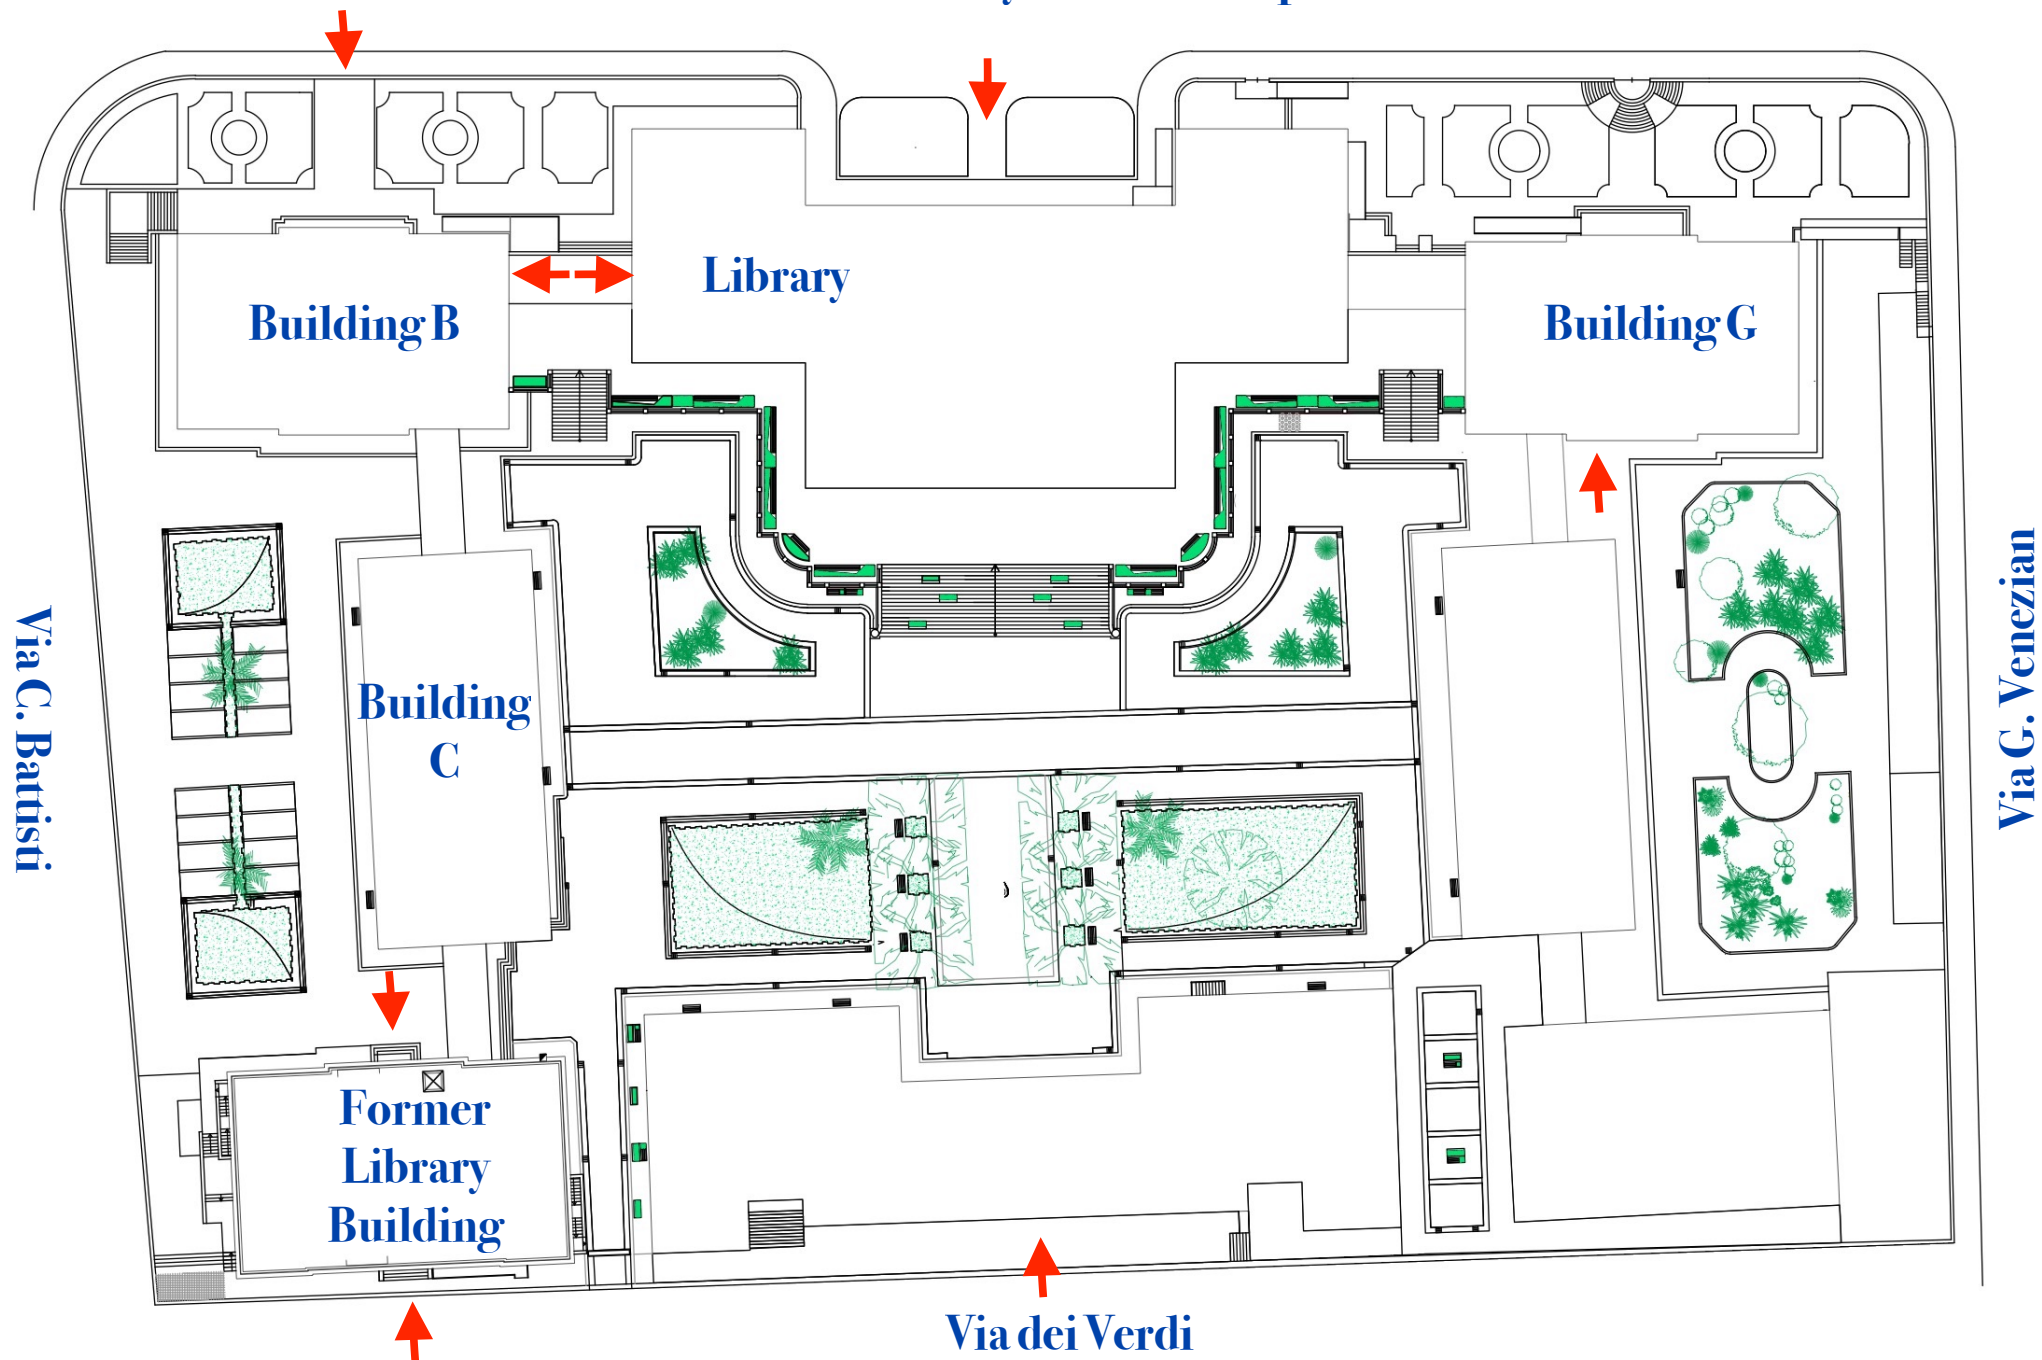 Library
Building B
Building G
Building
C
Via C. Battisti
Via G. Venezian
Former
Library
Building
Via dei Verdi